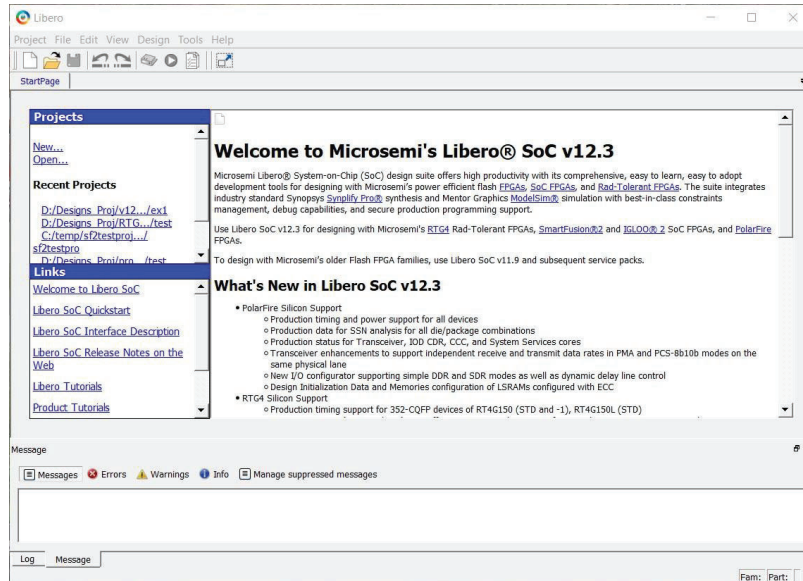 Libero
Project File Edit View Design Tools Help
StartPage
Projects
New...
Open...
Recent Projects
D:/Designs_Proj/v12.../ex1
D:/Designs_Proj/RTG.../test
C:/temp/sf2testproj.../
sf2testpro
D:/Designs_Proj/pro.../test
Links
Welcome to Libero SoC
Libero SoC Quickstart
Libero SoC Interface Description
Libero SoC Release Notes on the
Web
Libero Tutorials
Product Tutorials
Welcome to Microsemi's Libero® SoC v12.3
Microsemi Libero® System-on-Chip (SoC) design suite offers high productivity with its comprehensive, easy to learn, easy to adopt
development tools for designing with Microsemi's power efficient flash FPGAs, SoC FPGAs, and Rad-Tolerant FPGAs. The suite integrates
industry standard Synopsys Synplify Pro® synthesis and Mentor Graphics ModelSim® simulation with best-in-class constraints
management, debug capabilities, and secure production programming support.
Use Libero SoC v12.3 for designing with Microsemi's RTG4 Rad-Tolerant FPGAs, SmartFusion®2 and IGLOO® 2 SoC FPGAs, and PolarFire
FPGAs.
To design with Microsemi's older Flash FPGA families, use Libero SoC v11.9 and subsequent service packs.
What's New in Libero SoC v12.3
• PolarFire Silicon Support
o Production timing and power support for all devices
o Production data for SSN analysis for all die/package combinations
o Production status for Transceiver, IOD CDR, CCC, and System Services cores
o Transceiver enhancements to support independent receive and transmit data rates in PMA and PCS-8b10b modes on the
same physical lane
o New I/O configurator supporting simple DDR and SDR modes as well as dynamic delay line control
o Design Initialization Data and Memories configuration of LSRAMs configured with ECC
• RTG4 Silicon Support
o Production timing support for 352-CQFP devices of RT4G150 (STD and -1), RT4G150L (STD)
Message
Messages Errors Warnings Info Manage suppressed messages
Log Message
Fam: Part: